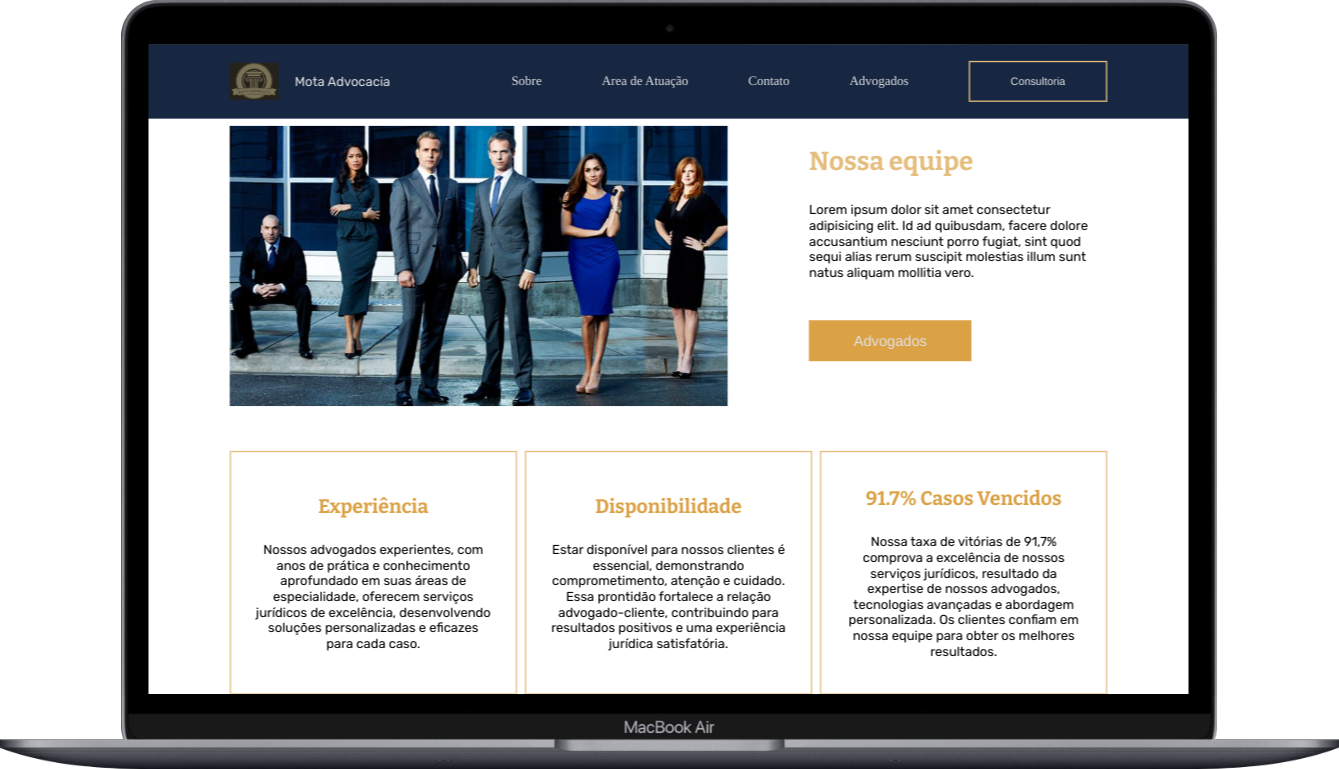 Mota Advocacia
Sobre
Area de Atuação
Contato
Advogados
Consultoria
Nossa equipe
Lorem ipsum dolor sit amet consectetur
adipisicing elit. Id ad quibusdam, facere dolore
accusantium nesciunt porro fugiat, sint quod
sequi alias rerum suscipit molestias illum sunt
natus aliquam mollitia vero.
Advogados
Experiência
Nossos advogados experientes, com
anos de prática e conhecimento
aprofundado em suas áreas de
especialidade, oferecem serviços
jurídicos de excelência, desenvolvendo
soluções personalizadas e eficazes
para cada caso.
Disponibilidade
Estar disponível para nossos clientes é
essencial, demonstrando
comprometimento, atenção e cuidado.
Essa prontidão fortalece a relação
advogado-cliente, contribuindo para
resultados positivos e uma experiência
jurídica satisfatória.
91.7% Casos Vencidos
Nossa taxa de vitórias de 91,7%
comprova a excelência de nossos
serviços jurídicos, resultado da
expertise de nossos advogados,
tecnologias avançadas e abordagem
personalizada. Os clientes confiam em
nossa equipe para obter os melhores
resultados.
MacBook Air